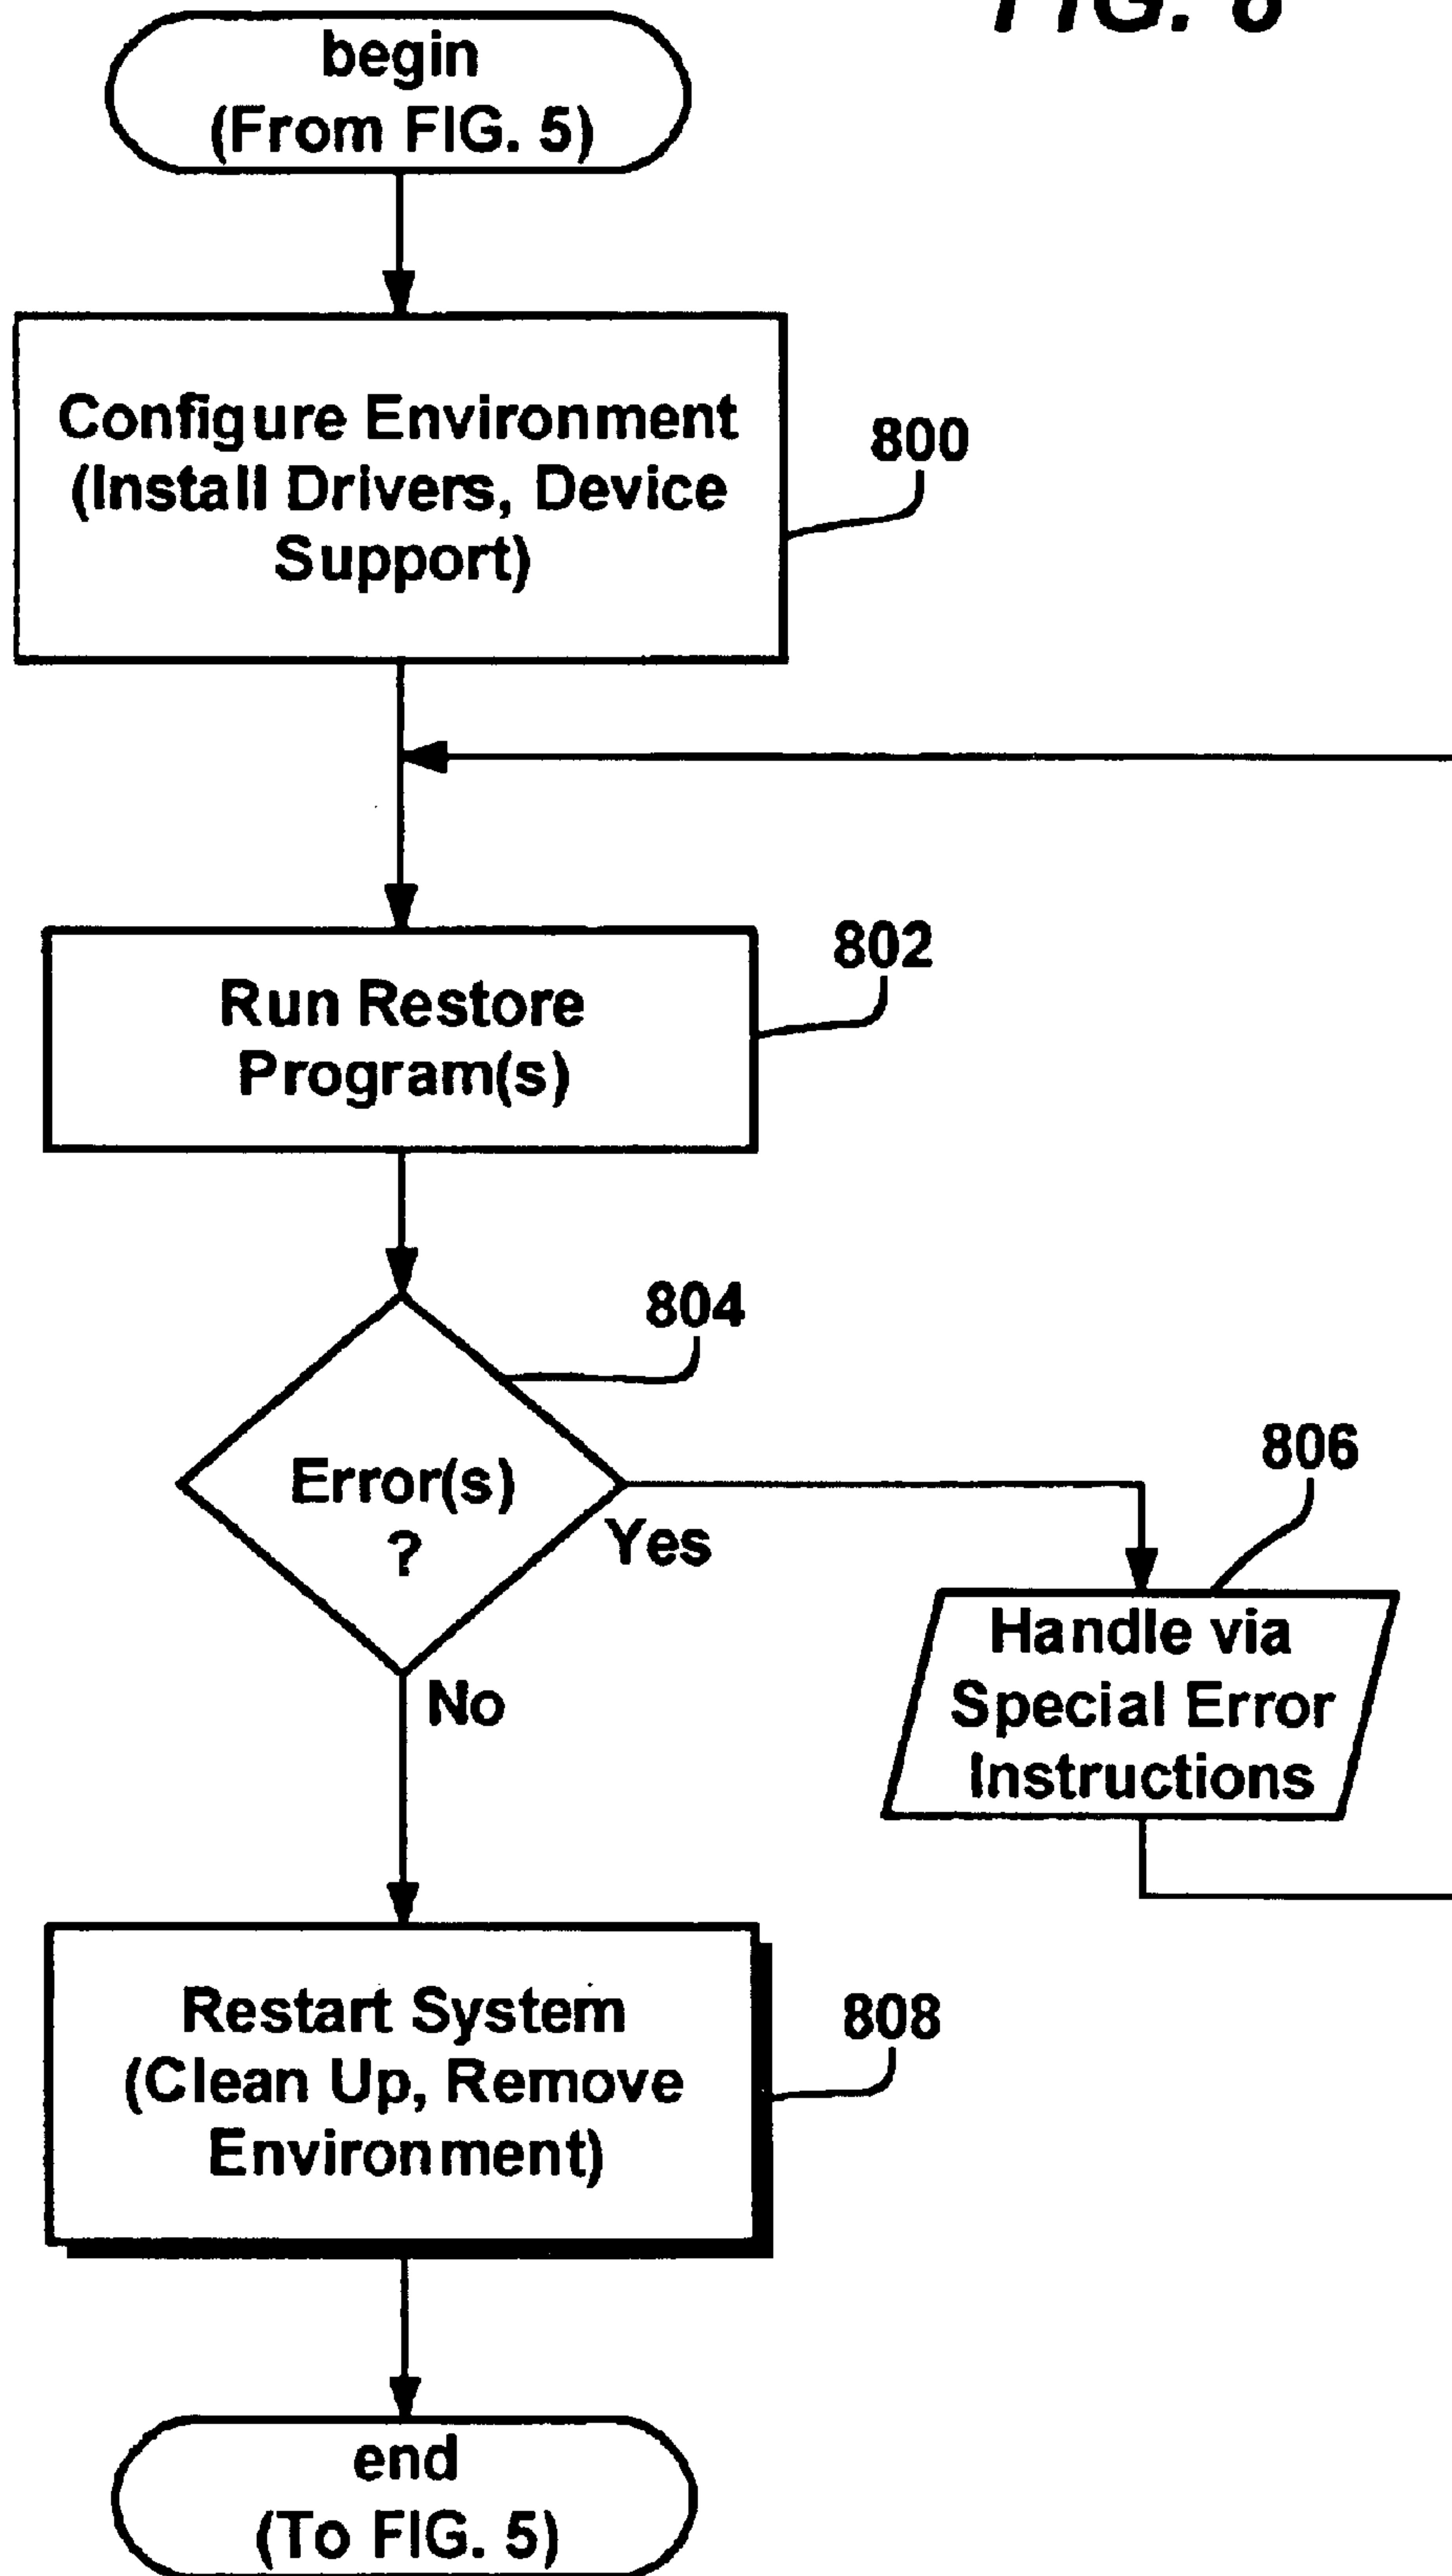 FIG.
begin
(From FIG. 5)
Configure Environment
(Install Drivers, Device
Support)
800
Run Restore
Program(s)
802
804
Error(s)
?
Yes
No
806
Handle via
Special Error
Instructions
Restart System
(Clean Up, Remove
Environment)
808
end
(To FIG. 5)